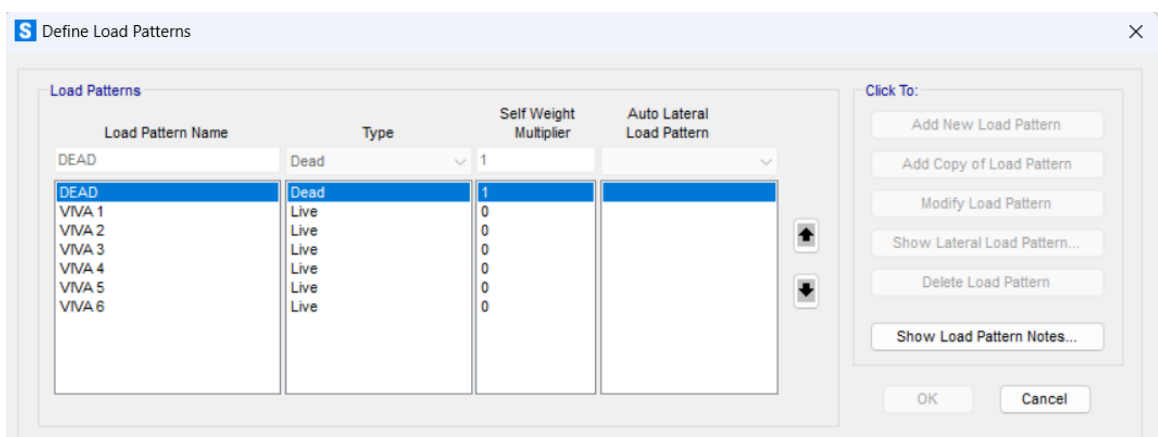 S Define Load Patterns
Load Patterns
Click To:
Load Pattern Name Type Self Weight Multiplier Auto Lateral Load Pattern
DEAD Dead 1
DEAD Dead 1
VIVA 1 Live 0
VIVA 2 Live 0
VIVA 3 Live 0
VIVA 4 Live 0
VIVA 5 Live 0
VIVA 6 Live 0
Add New Load Pattern
Add Copy of Load Pattern
Modify Load Pattern
Show Lateral Load Pattern...
Delete Load Pattern
Show Load Pattern Notes...
OK Cancel